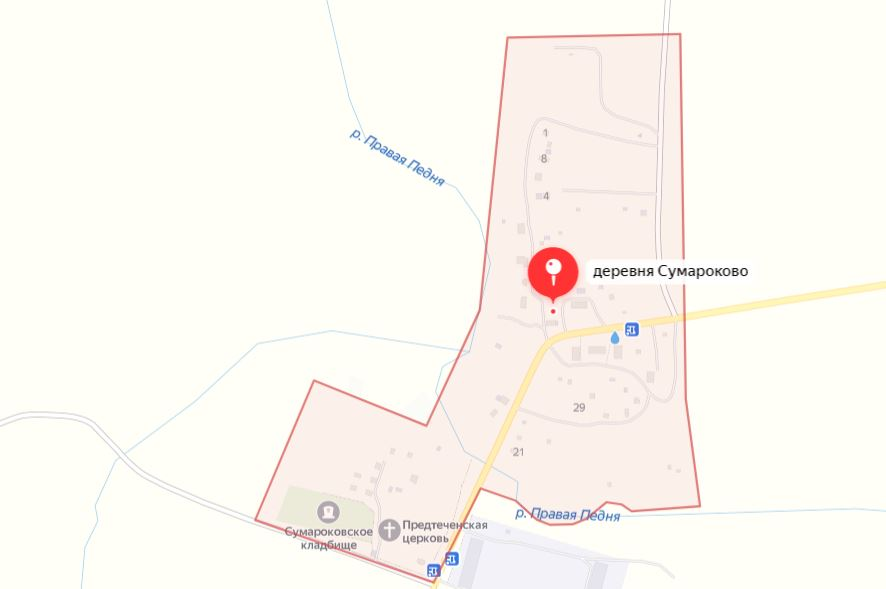 р. Правая Педня
1
8
4
деревня Сумароково
29
21
р. Правая Педня
Сумароковское
кладбище
Предтеченская
церковь